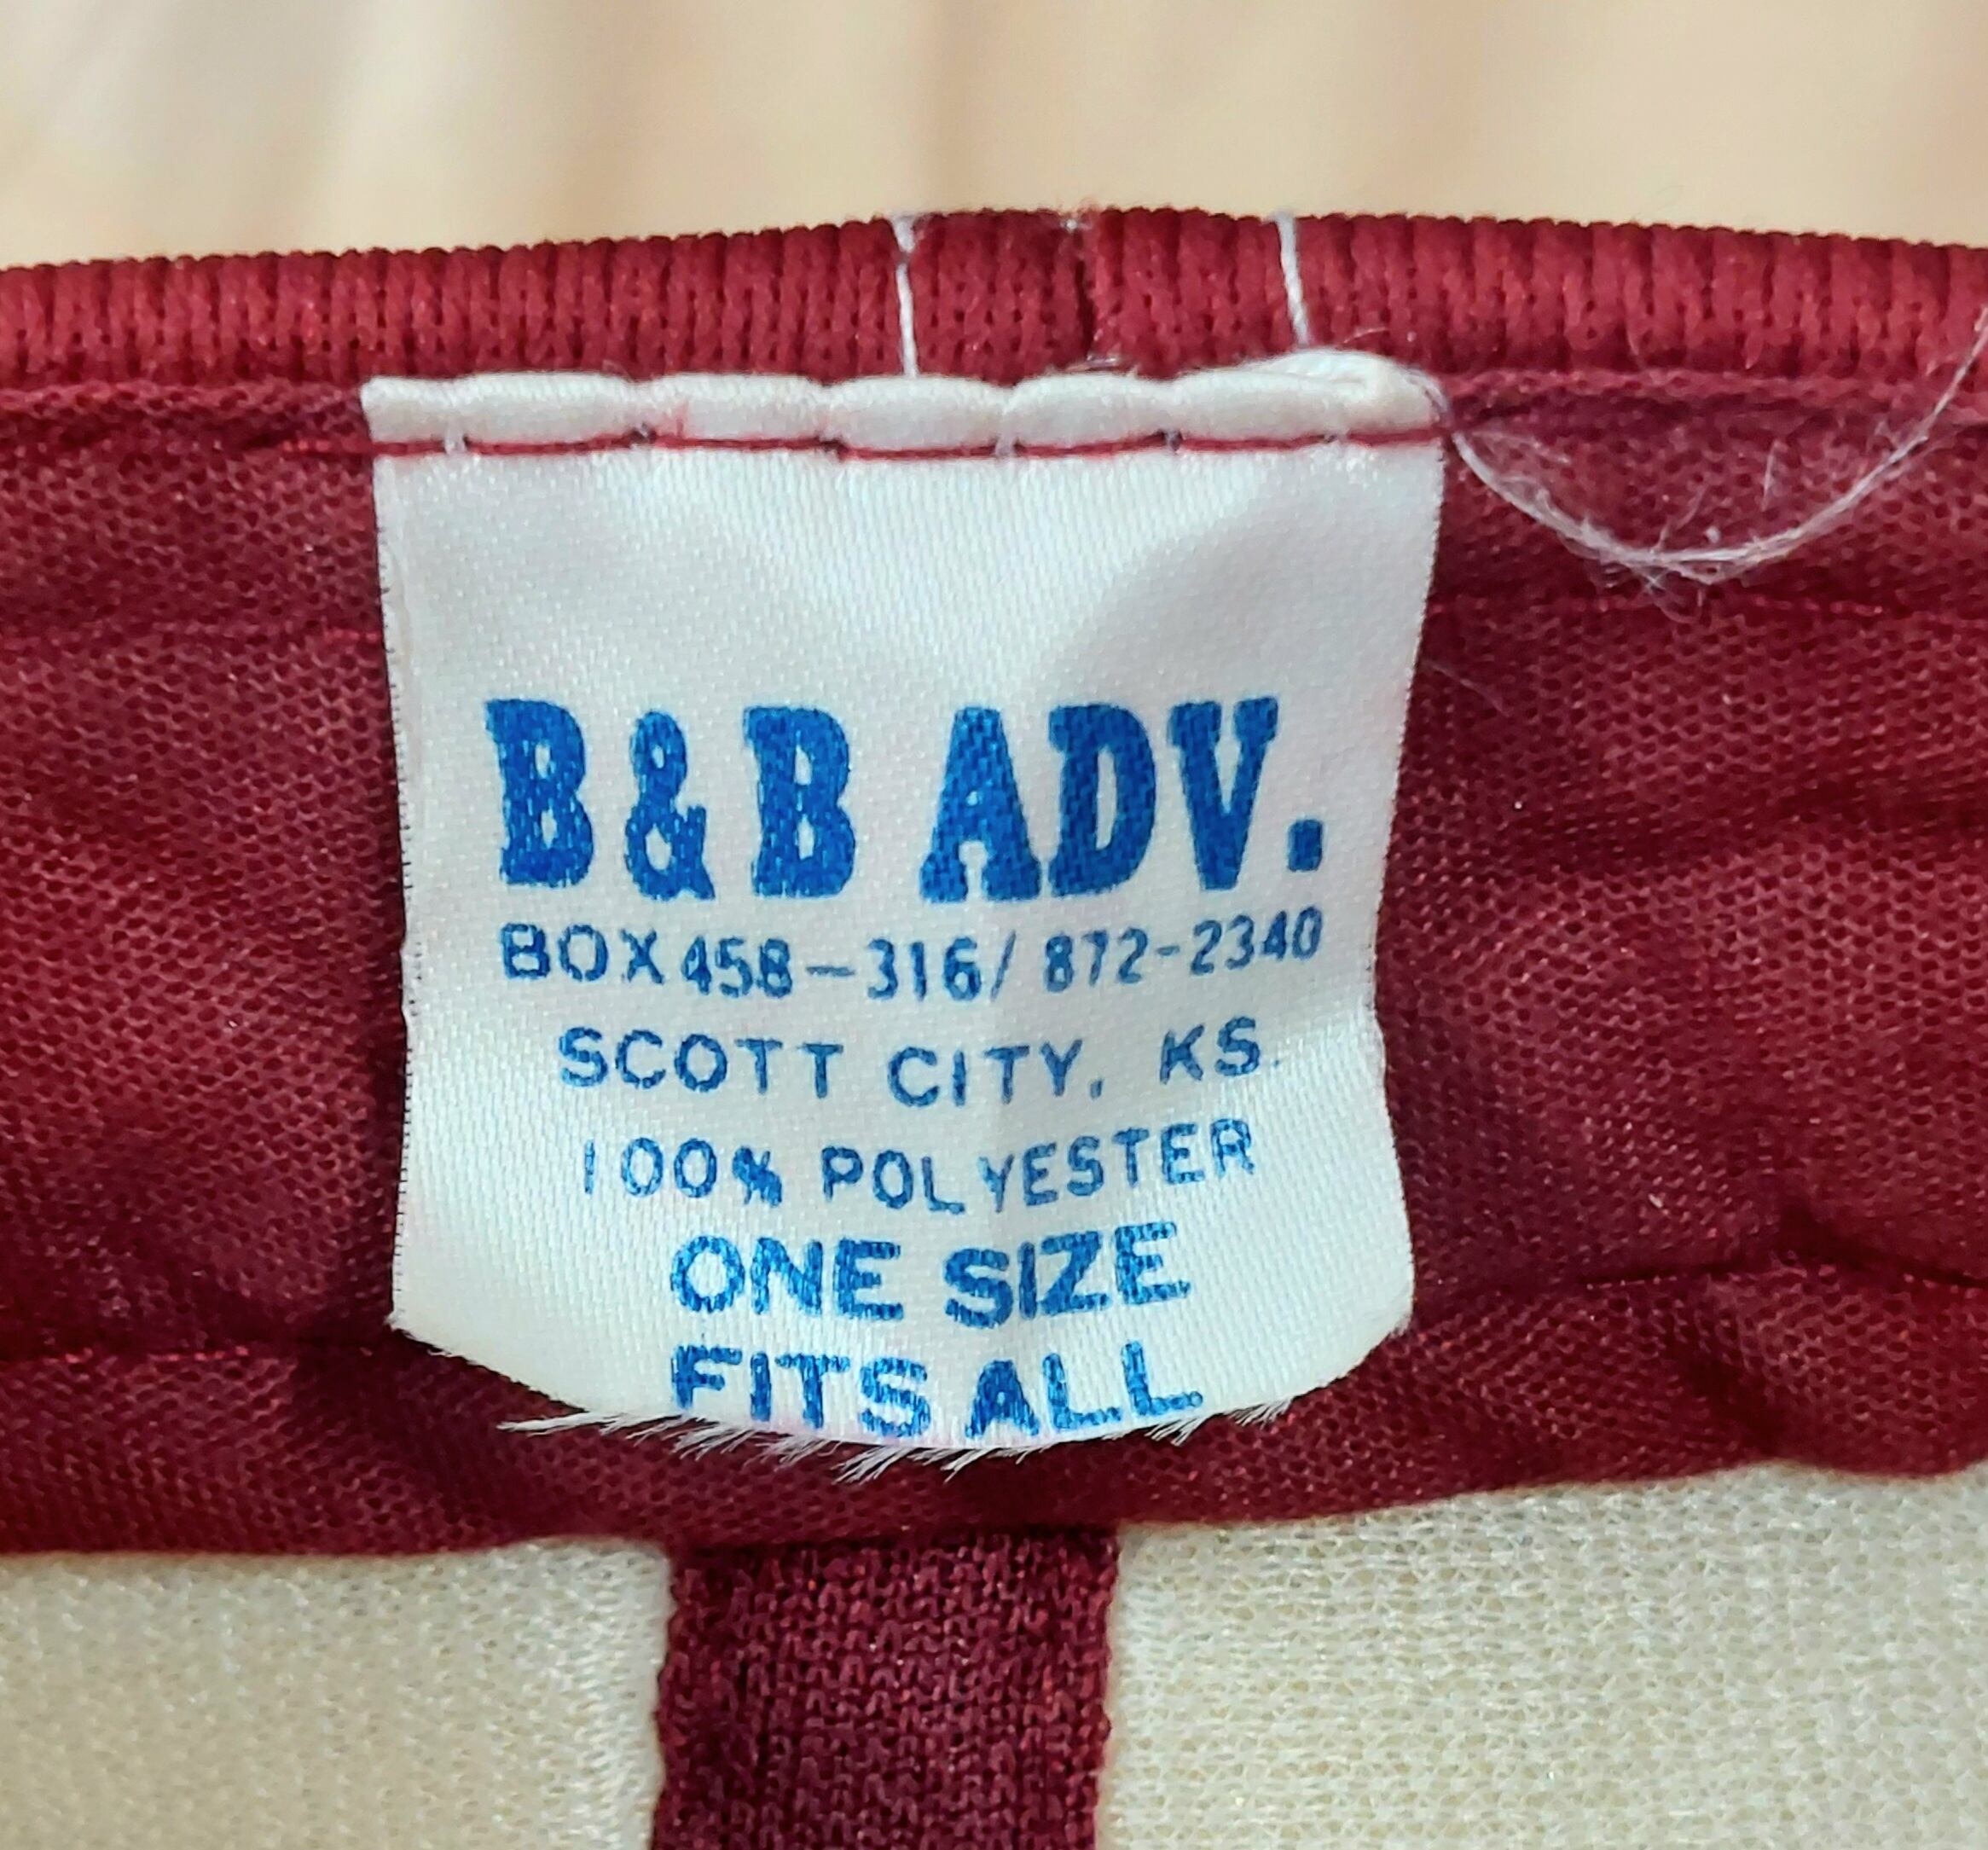 B&B ADV.
BOX 458-316/ 872-2340
SCOTT CITY, KS.
100% POLYESTER
ONE SIZE
FITS ALL